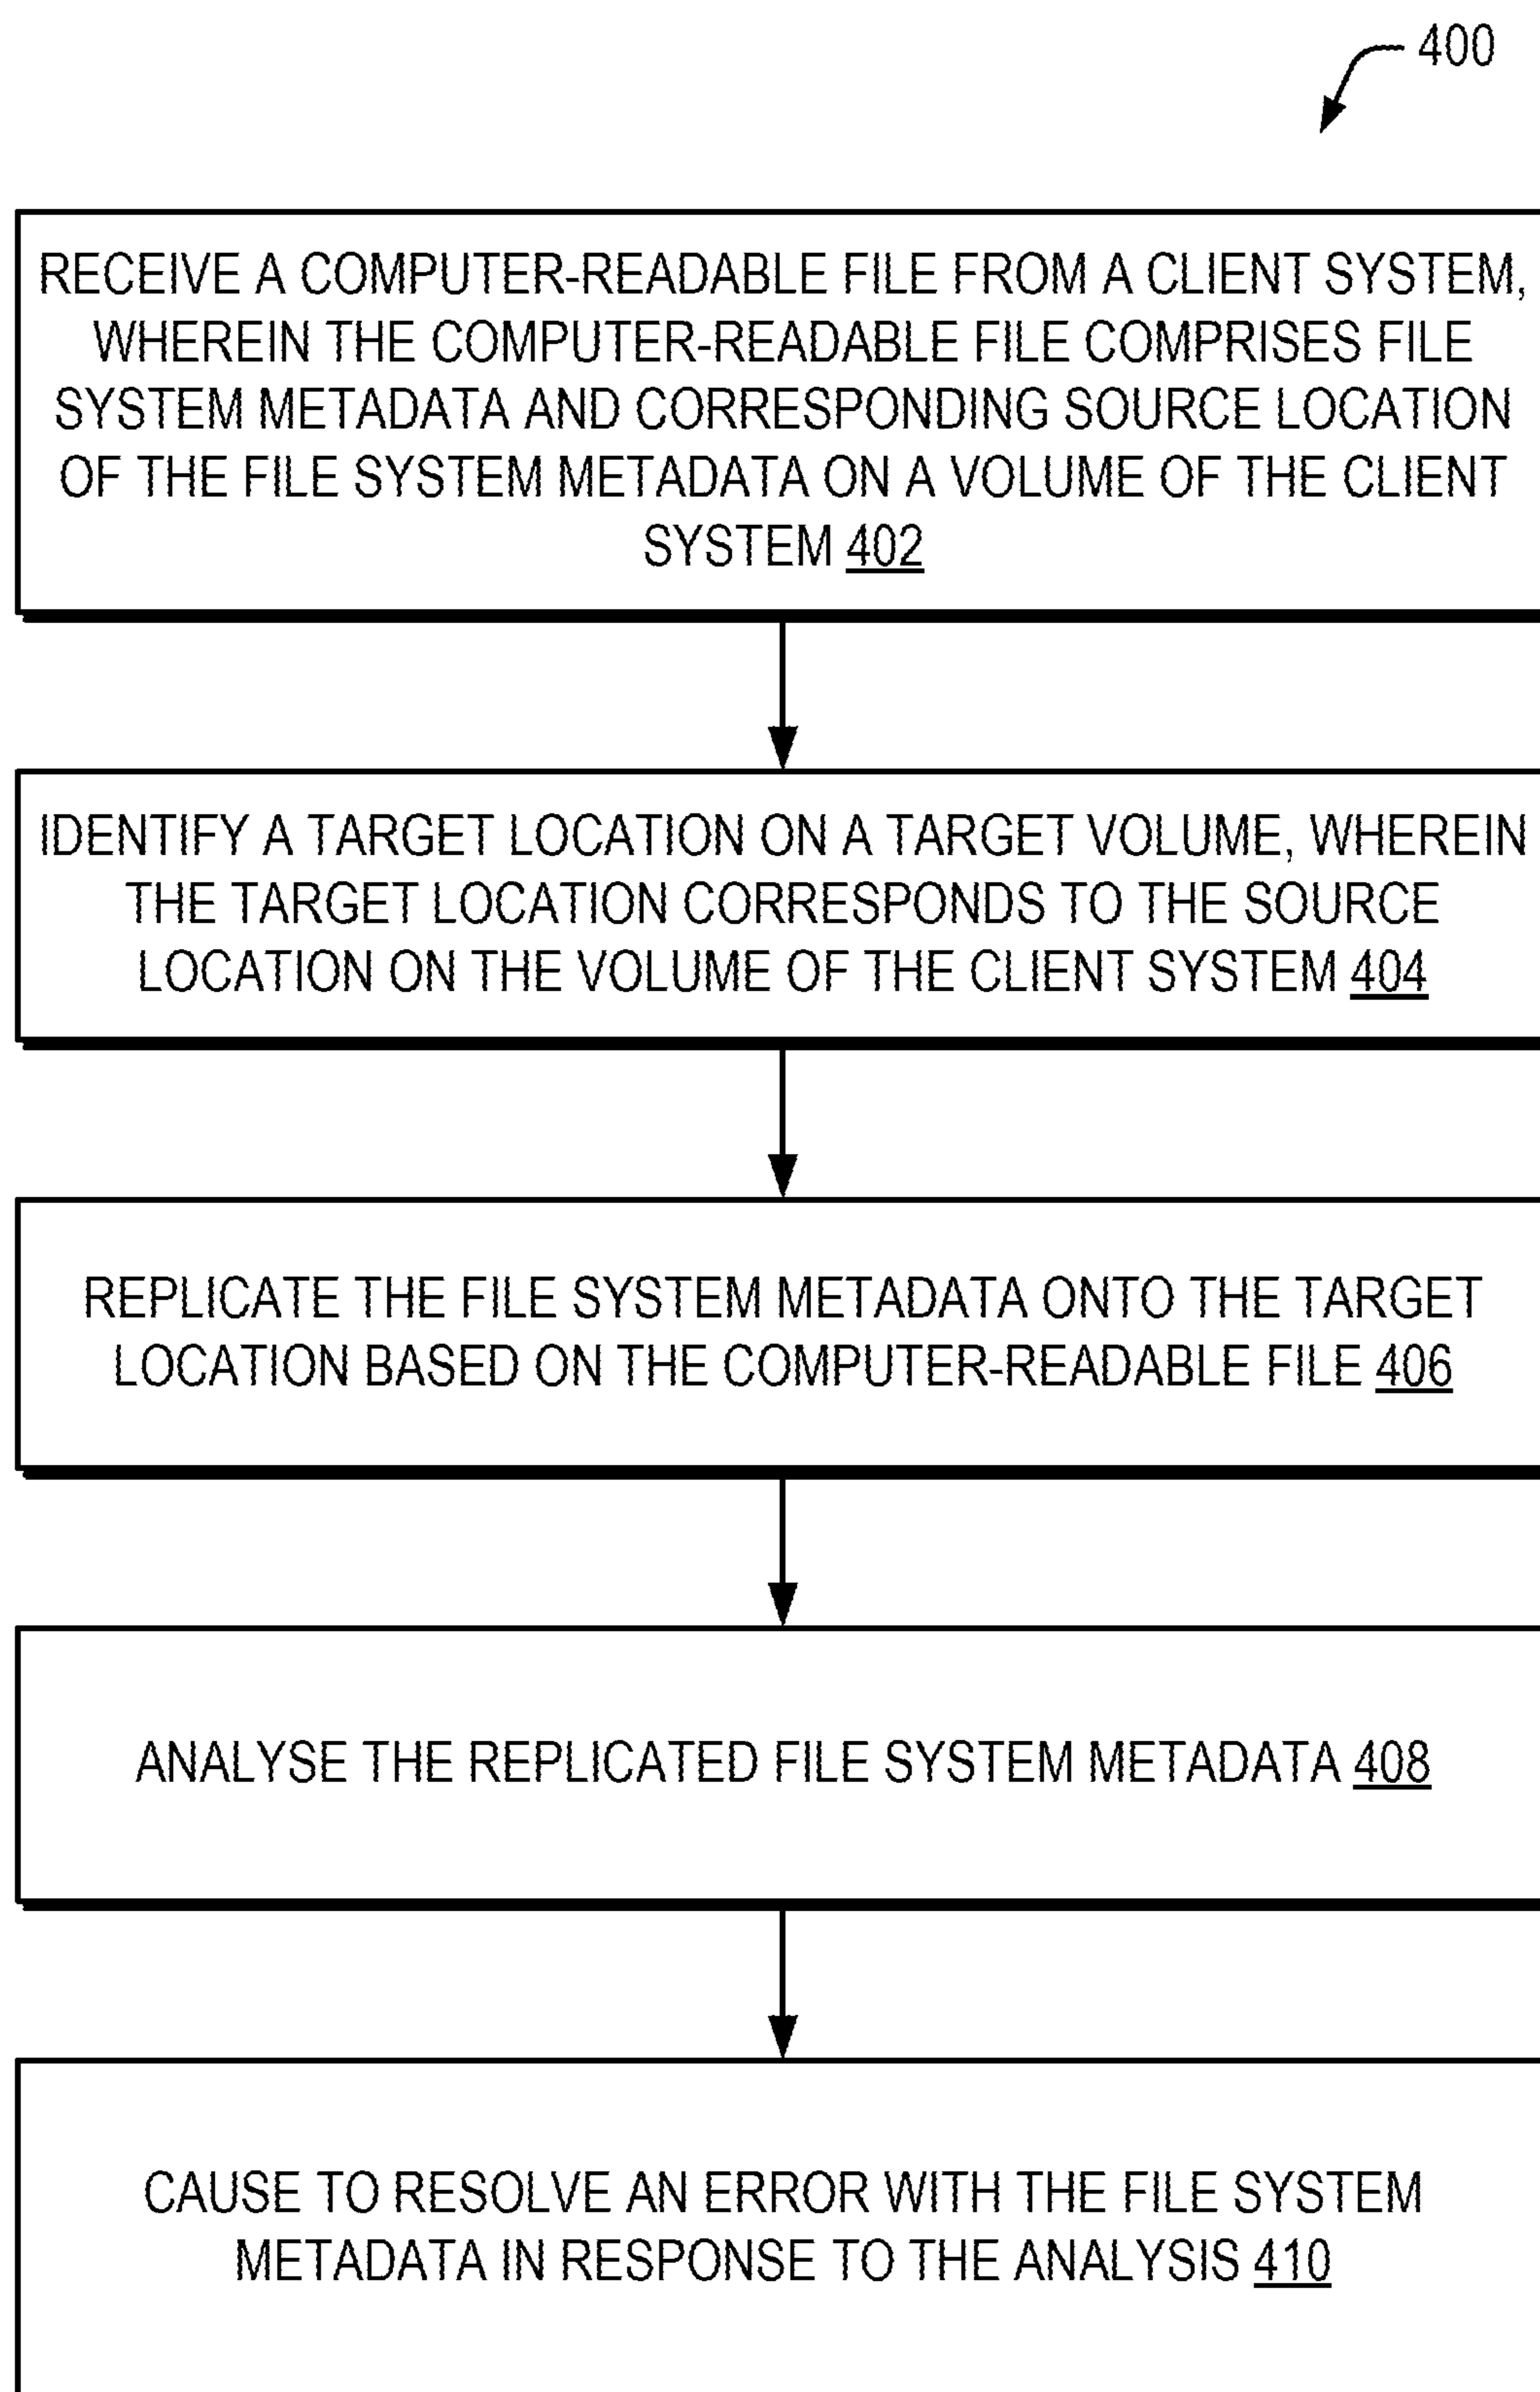 400
RECEIVE A COMPUTER-READABLE FILE FROM A CLIENT SYSTEM,
WHEREIN THE COMPUTER-READABLE FILE COMPRISES FILE
SYSTEM METADATA AND CORRESPONDING SOURCE LOCATION
OF THE FILE SYSTEM METADATA ON A VOLUME OF THE CLIENT
SYSTEM 402
IDENTIFY A TARGET LOCATION ON A TARGET VOLUME, WHEREIN
THE TARGET LOCATION CORRESPONDS TO THE SOURCE
LOCATION ON THE VOLUME OF THE CLIENT SYSTEM 404
REPLICATE THE FILE SYSTEM METADATA ONTO THE TARGET
LOCATION BASED ON THE COMPUTER-READABLE FILE 406
ANALYSE THE REPLICATED FILE SYSTEM METADATA 408
CAUSE TO RESOLVE AN ERROR WITH THE FILE SYSTEM
METADATA IN RESPONSE TO THE ANALYSIS 410